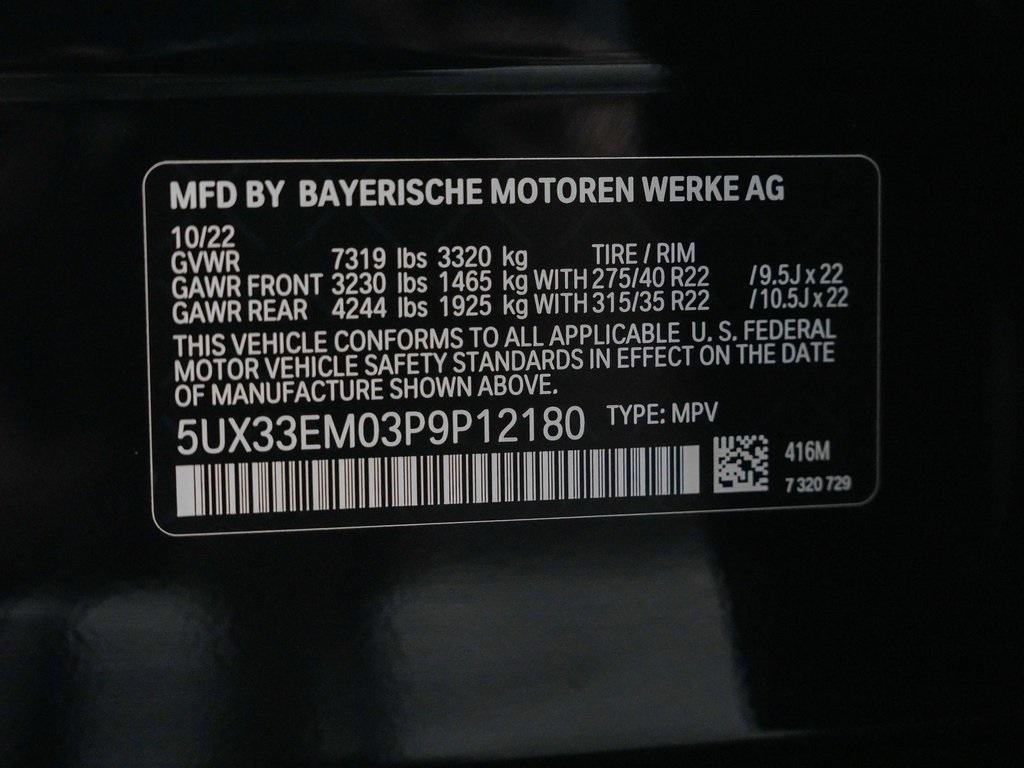 MFD BY BAYERISCHE MOTOREN WERKE AG
10/22
GVWR 7319 lbs 3320 kg TIRE / RIM
GAWR FRONT 3230 lbs 1465 kg WITH 275/40 R22 /9.5J x 22
GAWR REAR 4244 lbs 1925 kg WITH 315/35 R22 /10.5J x 22
THIS VEHICLE CONFORMS TO ALL APPLICABLE U. S. FEDERAL
MOTOR VEHICLE SAFETY STANDARDS IN EFFECT ON THE DATE
OF MANUFACTURE SHOWN ABOVE.
5UX33EM03P9P12180 TYPE: MPV
416M
7 320 729